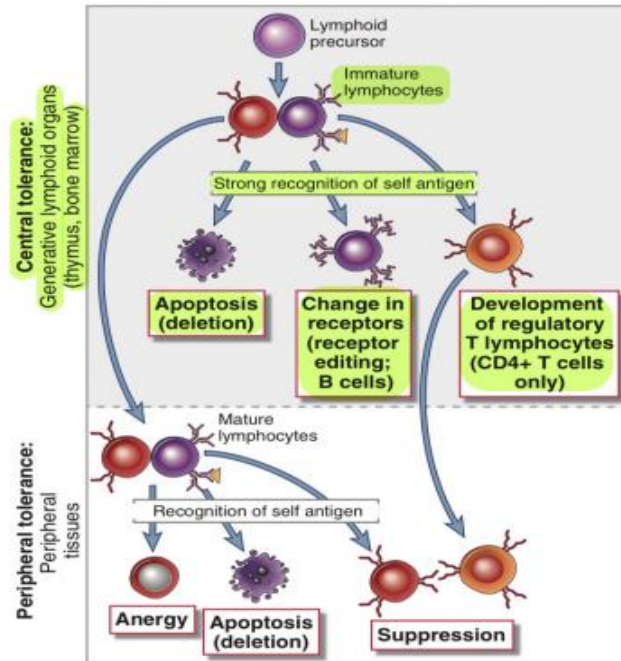 Lymphoid
precursor
Immature
lymphocytes
Central tolerance:
Generative lymphoid organs
(thymus, bone marrow)
Strong recognition of self antigen
Apoptosis
(deletion)
Change in
receptors
(receptor
editing;
B cells)
Development
of regulatory
T lymphocytes
(CD4+ T cells
only)
Mature
lymphocytes
Peripheral tolerance:
Peripheral
tissues
Recognition of self antigen
Anergy
Apoptosis
(deletion)
Suppression